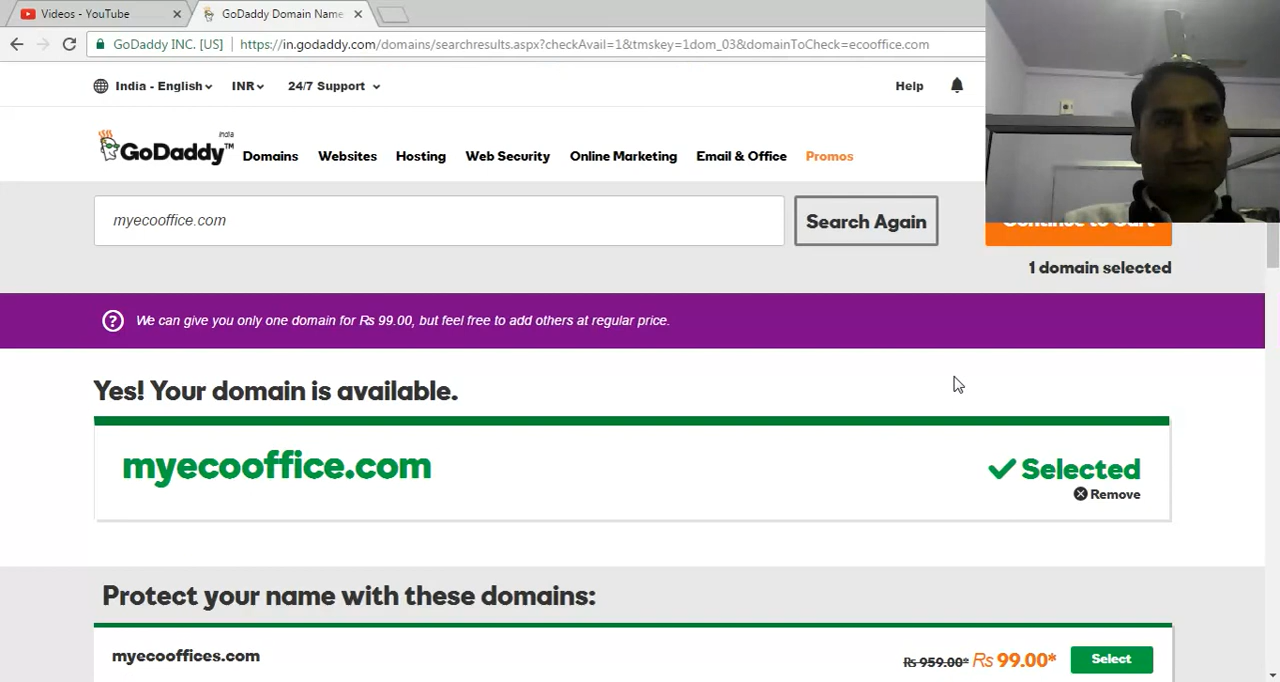 Videos - YouTube
GoDaddy Domain Name
GoDaddy INC. [US]
https://in.godaddy.com/domains/searchresults.aspx?checkAvail=1&tmskey=1dom_03&domainToCheck=ecooffice.com
India - English
INR
24/7 Support
Help
GoDaddy™
India
Domains
Websites
Hosting
Web Security
Online Marketing
Email & Office
Promos
myecooffice.com
Search Again
Continue to Cart
1 domain selected
? We can give you only one domain for Rs 99.00, but feel free to add others at regular price.
Yes! Your domain is available.
myecooffice.com
Selected
Remove
Protect your name with these domains:
myecooffices.com
Rs 959.00* Rs 99.00*
Select